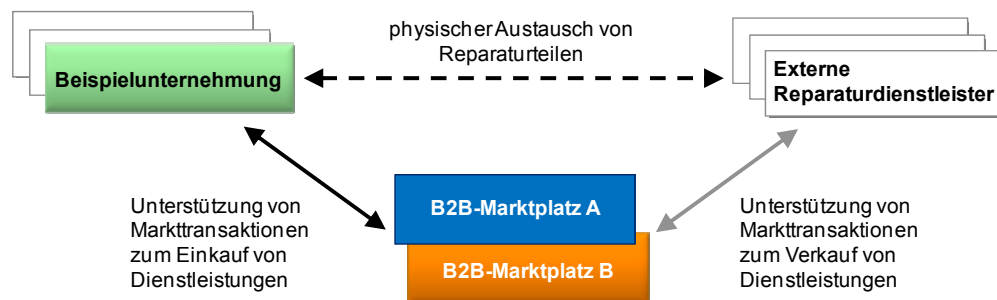 physischer Austausch von
Reparaturteilen
Beispielunternehmung
Externe
Reparaturdienstleister
Unterstützung von
Markttransaktionen
zum Einkauf von
Dienstleistungen
B2B-Marktplatz A
B2B-Marktplatz B
Unterstützung von
Markttransaktionen
zum Verkauf von
Dienstleistungen